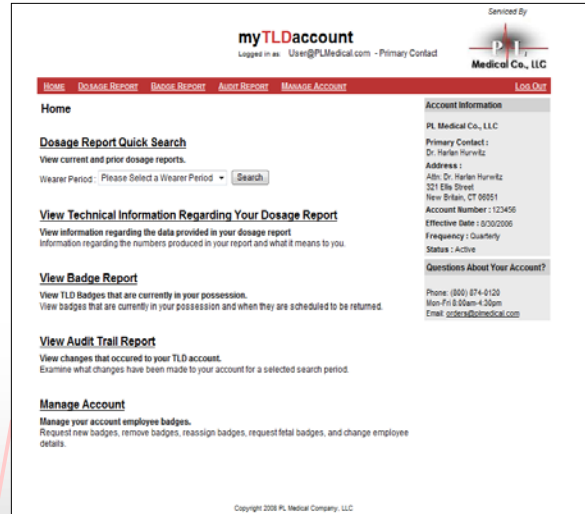 Serviced By
myTLDaccount
Logged in as: User@PLMedical.com - Primary Contact
P. L.
Medical Co., LLC
HOME DOSAGE REPORT BADGE REPORT AUDIT REPORT MANAGE ACCOUNT LOG OUT
Home
Dosage Report Quick Search
View current and prior dosage reports.
Wearer Period : Please Select a Wearer Period Search
View Technical Information Regarding Your Dosage Report
View information regarding the data provided in your dosage report
Information regarding the numbers produced in your report and what it means to you.
View Badge Report
View TLD Badges that are currently in your possession.
View badges that are currently in your possession and when they are scheduled to be returned.
View Audit Trail Report
View changes that occured to your TLD account.
Examine what changes have been made to your account for a selected search period.
Manage Account
Manage your account employee badges.
Request new badges, remove badges, reassign badges, request fetal badges, and change employee
details.
Account Information
PL Medical Co., LLC
Primary Contact :
Dr. Harlan Hurwitz
Address :
Attn: Dr. Harlan Hurwitz
321 Ellis Street
New Britain, CT 06051
Account Number : 123456
Effective Date : 8/30/2006
Frequency : Quarterly
Status : Active
Questions About Your Account?
Phone: (800) 874-0120
Mon-Fri 8:00am-4:30pm
Email: orders@plmedical.com
Copyright 2008 PL Medical Company, LLC